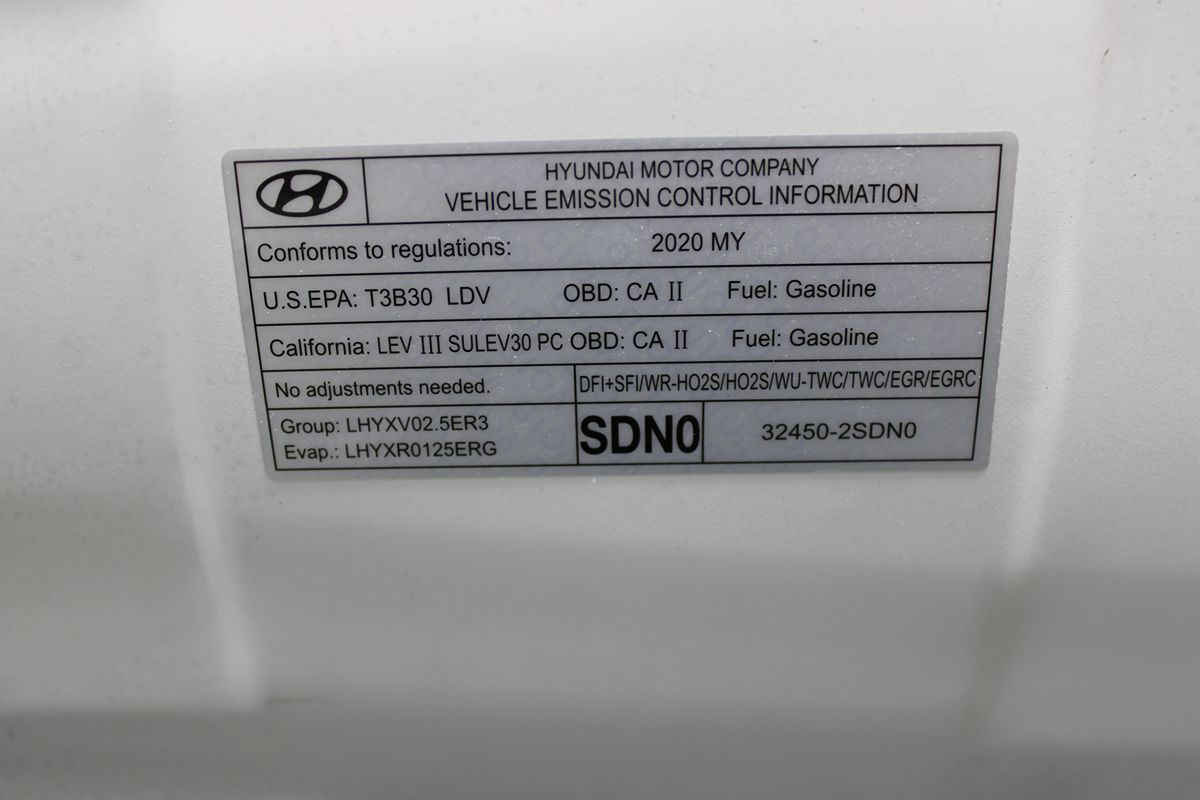 HYUNDAI MOTOR COMPANY
VEHICLE EMISSION CONTROL INFORMATION
Conforms to regulations: 2020 MY
U.S.EPA: T3B30 LDV OBD: CA II Fuel: Gasoline
California: LEV III SULEV30 PC OBD: CA II Fuel: Gasoline
No adjustments needed. DFI+SFI/WR-HO2S/HO2S/WU-TWC/TWC/EGR/EGRC
Group: LHYXV02.5ER3
Evap.: LHYXR0125ERG
SDN0 32450-2SDN0